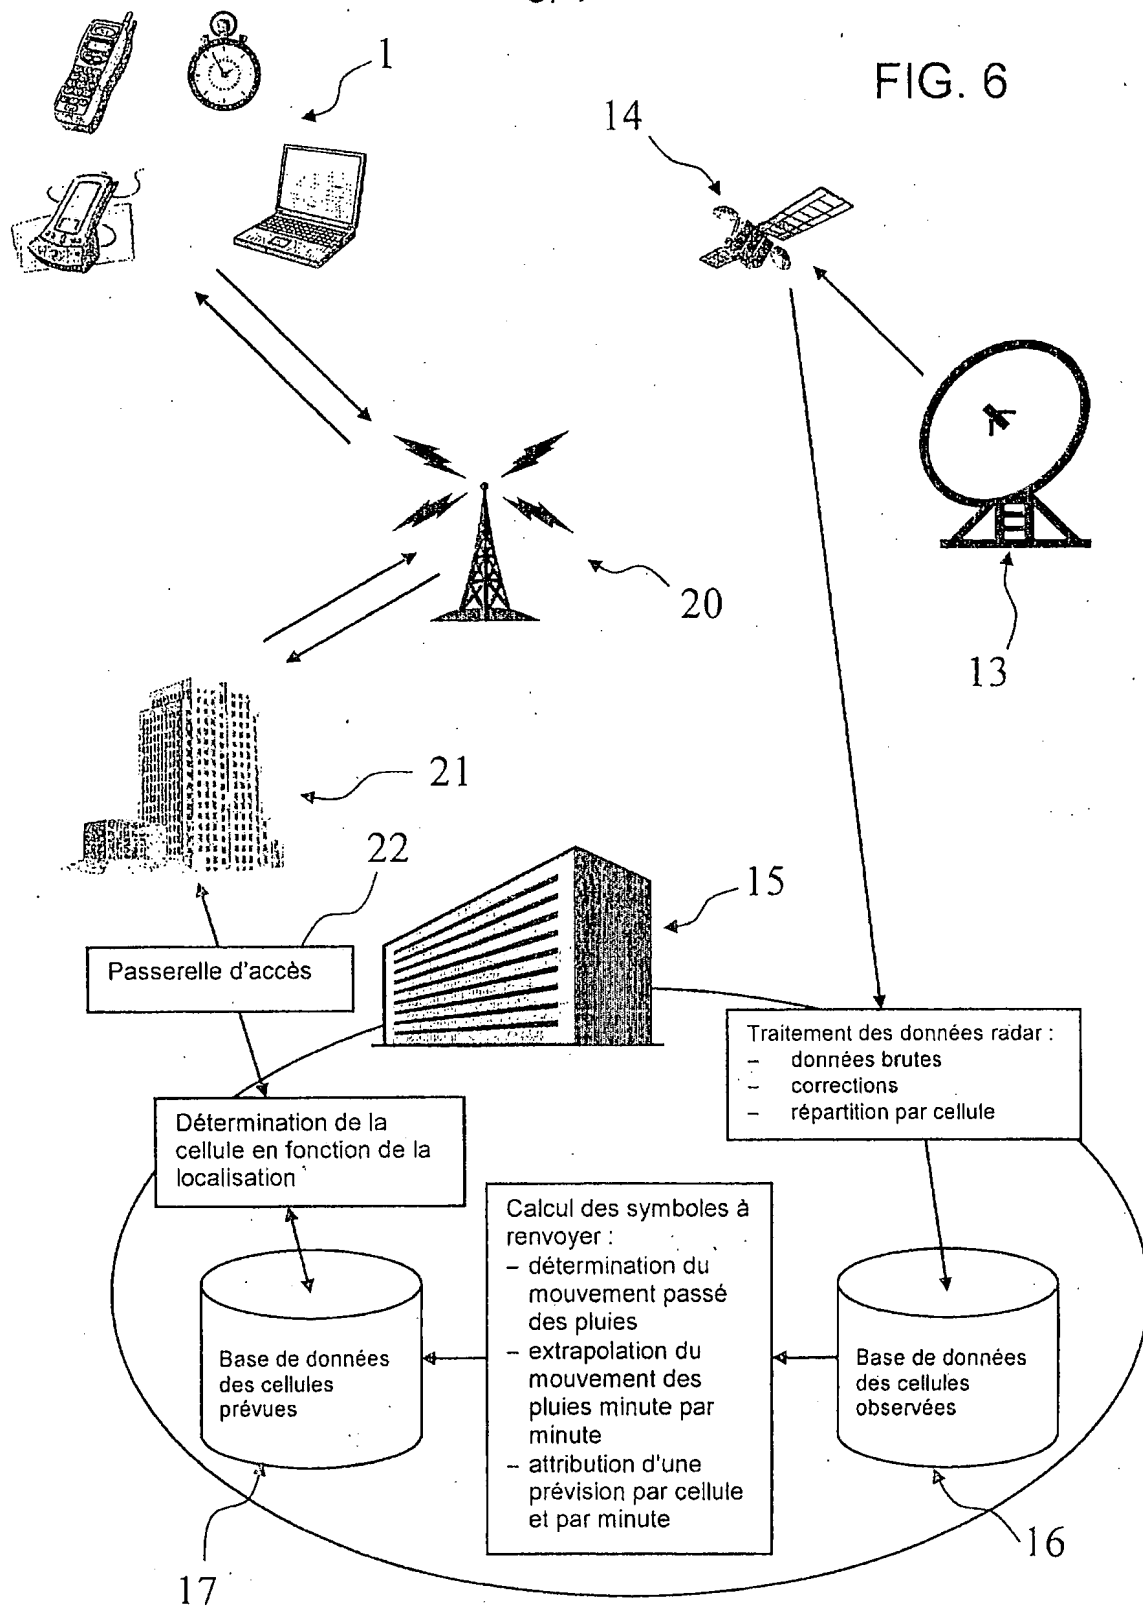 FIG. 6
1
14
13
20
21
22
15
Passerelle d'accès
Traitement des données radar :
– données brutes
– corrections
– répartition par cellule
Détermination de la
cellule en fonction de la
localisation
Calcul des symboles à
renvoyer :
– détermination du
mouvement passé
des pluies
– extrapolation du
mouvement des
pluies minute par
minute
– attribution d'une
prévision par cellule
et par minute
Base de données
des cellules
prévues
Base de données
des cellules
observées
17
16